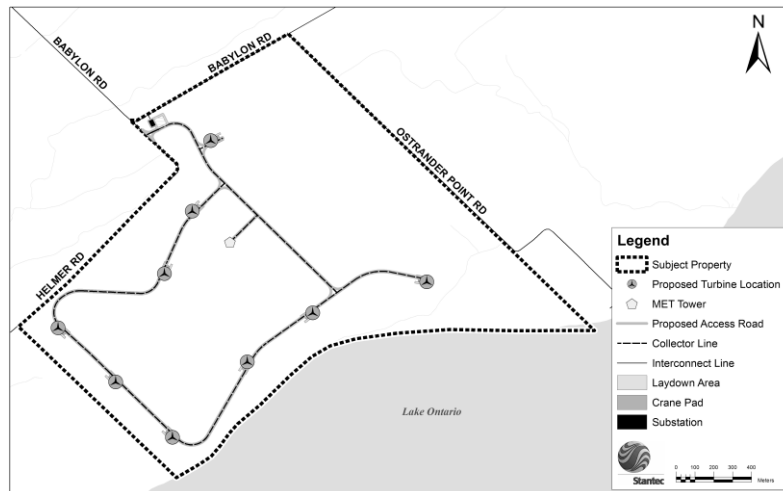 BABYLON RD
BABYLON RD
N
OSTRANDER POINT RD
HELMER RD
Lake Ontario
Legend
Subject Property
Proposed Turbine Location
MET Tower
Proposed Access Road
Collector Line
Interconnect Line
Laydown Area
Crane Pad
Substation
Stantec
0 100 200 400
Meters